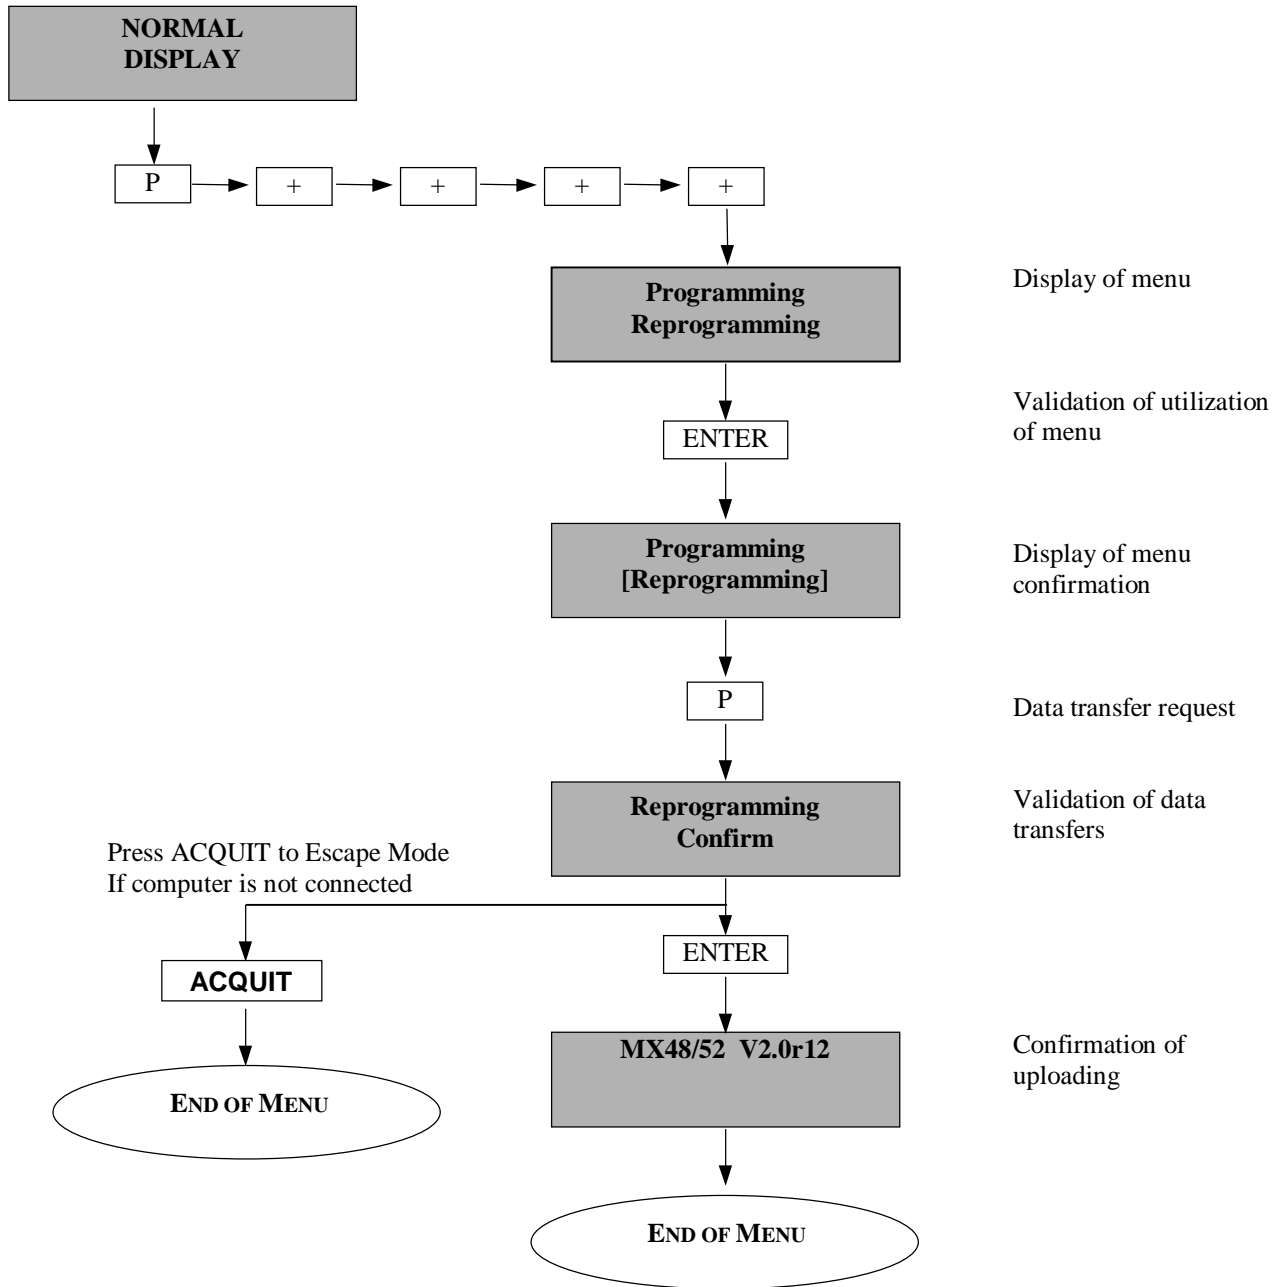 NORMAL
DISPLAY
P
+
+
+
+
Programming
Reprogramming
Display of menu
ENTER
Validation of utilization
of menu
Programming
[Reprogramming]
Display of menu
confirmation
P
Data transfer request
Reprogramming
Confirm
Validation of data
transfers
Press ACQUIT to Escape Mode
If computer is not connected
ACQUIT
ENTER
END OF MENU
MX48/52 V2.0r12
Confirmation of
uploading
END OF MENU